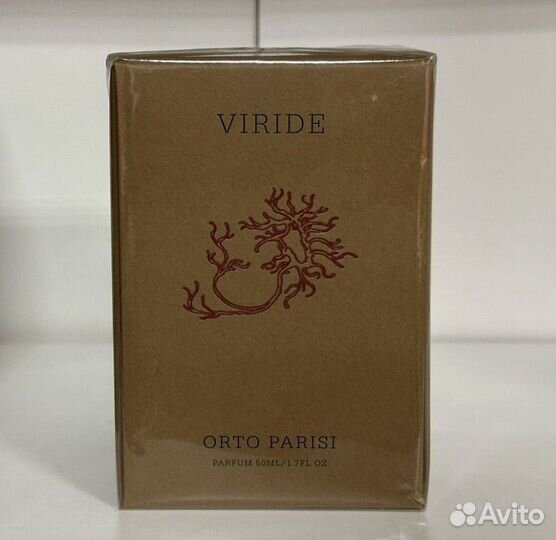 VIRIDE
ORTO PARISI
PARFUM 50ML/1.7FL OZ
Avito